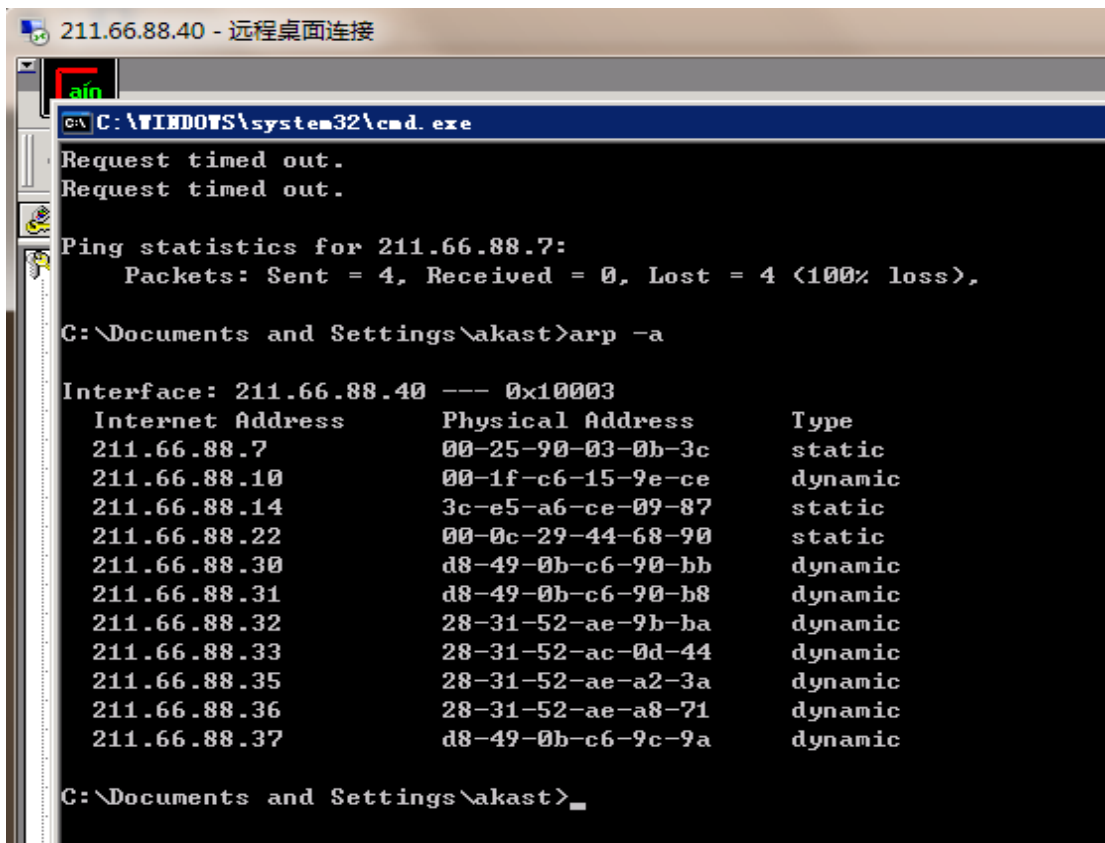 211.66.88.40 - 远程桌面连接
ain
C:\WINDOWS\system32\cmd.exe
Request timed out.
Request timed out.
Ping statistics for 211.66.88.7:
Packets: Sent = 4, Received = 0, Lost = 4 (100% loss),
C:\Documents and Settings\akast>arp -a
Interface: 211.66.88.40 --- 0x10003
Internet Address Physical Address Type
211.66.88.7 00-25-90-03-0b-3c static
211.66.88.10 00-1f-c6-15-9e-ce dynamic
211.66.88.14 3c-e5-a6-ce-09-87 static
211.66.88.22 00-0c-29-44-68-90 static
211.66.88.30 d8-49-0b-c6-90-bb dynamic
211.66.88.31 d8-49-0b-c6-90-b8 dynamic
211.66.88.32 28-31-52-ae-9b-ba dynamic
211.66.88.33 28-31-52-ac-0d-44 dynamic
211.66.88.35 28-31-52-ae-a2-3a dynamic
211.66.88.36 28-31-52-ae-a8-71 dynamic
211.66.88.37 d8-49-0b-c6-9c-9a dynamic
C:\Documents and Settings\akast>_